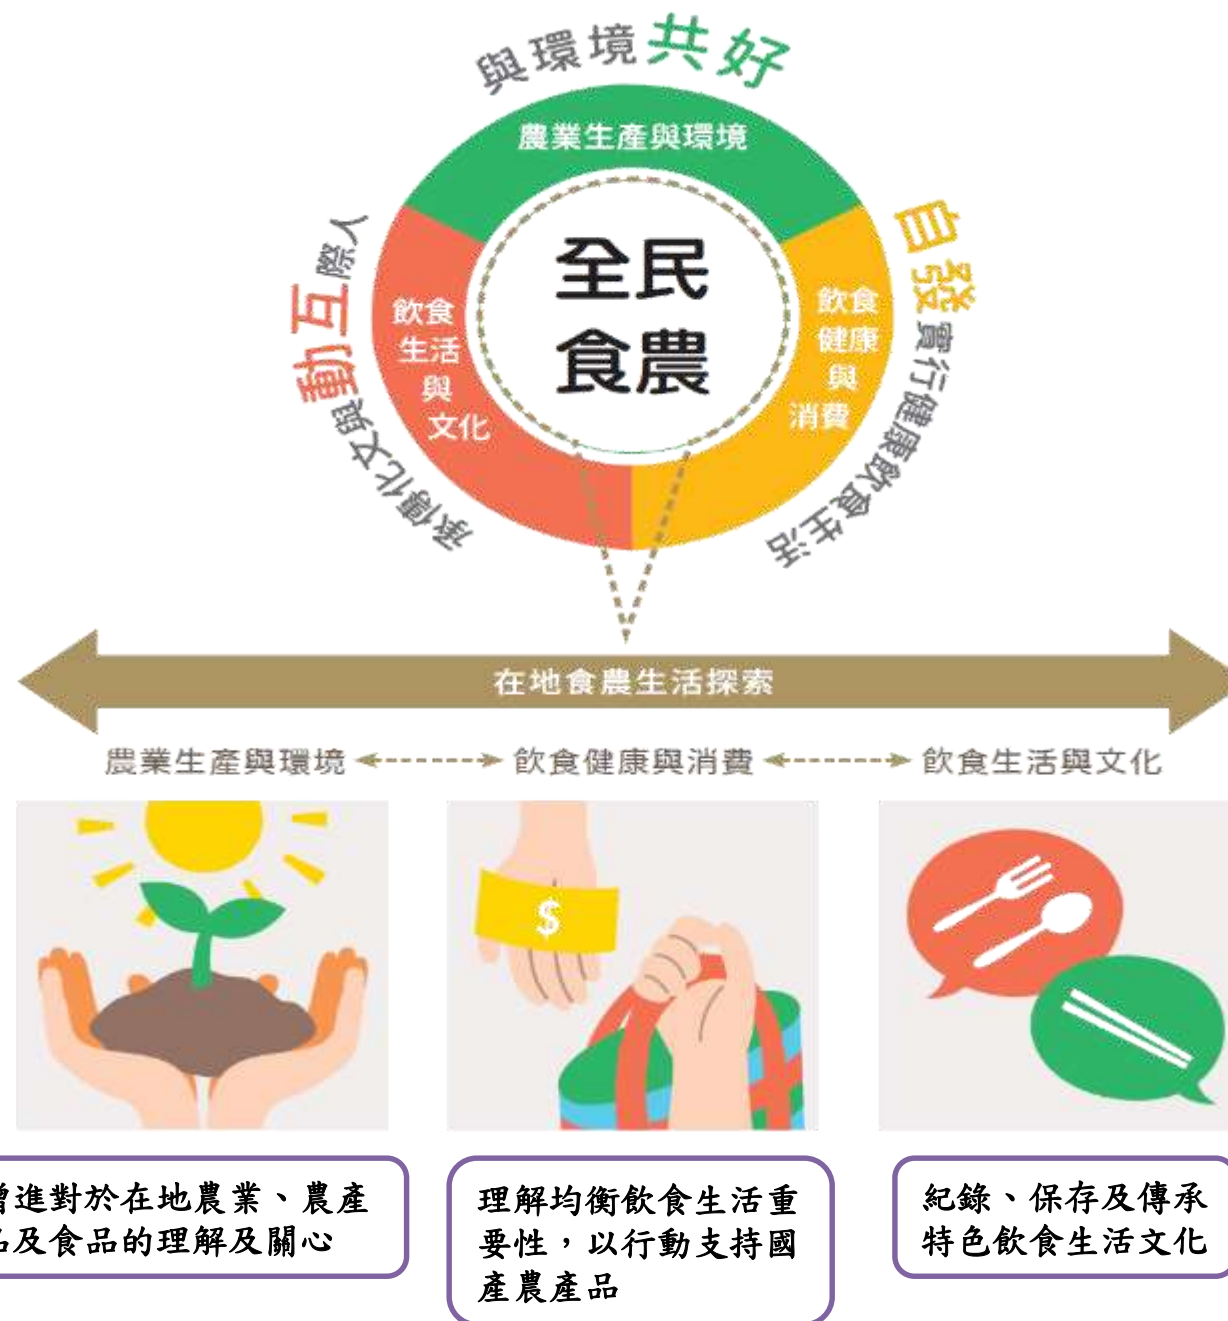 與環境共好
農業生產與環境
人際互動
與文化傳承
飲食
生活
與
文化
全民
食農
飲食
健康
與
消費
自發實行健康飲食生活
在地食農生活探索
農業生產與環境
飲食健康與消費
飲食生活與文化
$
增進對於在地農業、農產
品及食品的理解及關心
理解均衡飲食生活重
要性，以行動支持國
產農產品
紀錄、保存及傳承
特色飲食生活文化